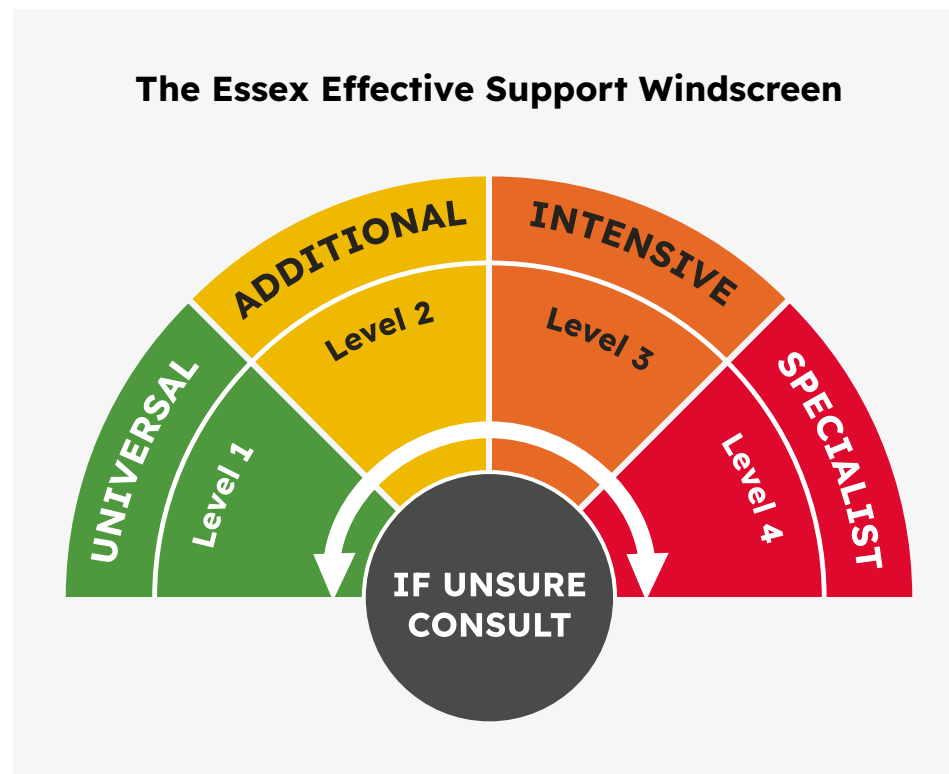 The Essex Effective Support Windscreen
UNIVERSAL
Level 1
ADDITIONAL
Level 2
INTENSIVE
Level 3
SPECIALIST
Level 4
IF UNSURE
CONSULT